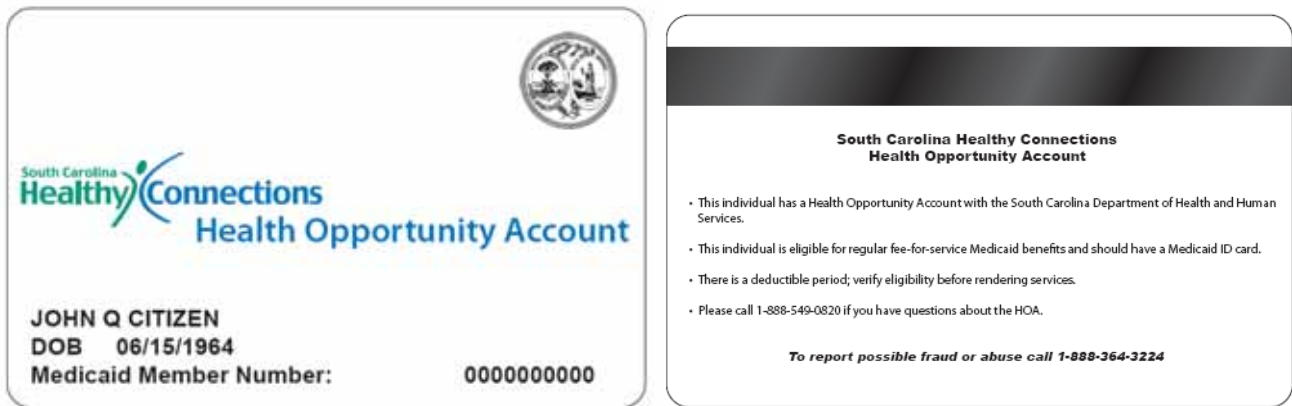 South Carolina
Healthy Connections
Health Opportunity Account
JOHN Q CITIZEN
DOB 06/15/1964
Medicaid Member Number: 0000000000
South Carolina Healthy Connections
Health Opportunity Account
• This individual has a Health Opportunity Account with the South Carolina Department of Health and Human
Services.
• This individual is eligible for regular fee-for-service Medicaid benefits and should have a Medicaid ID card.
• There is a deductible period; verify eligibility before rendering services.
• Please call 1-888-549-0820 if you have questions about the HOA.
To report possible fraud or abuse call 1-888-364-3224